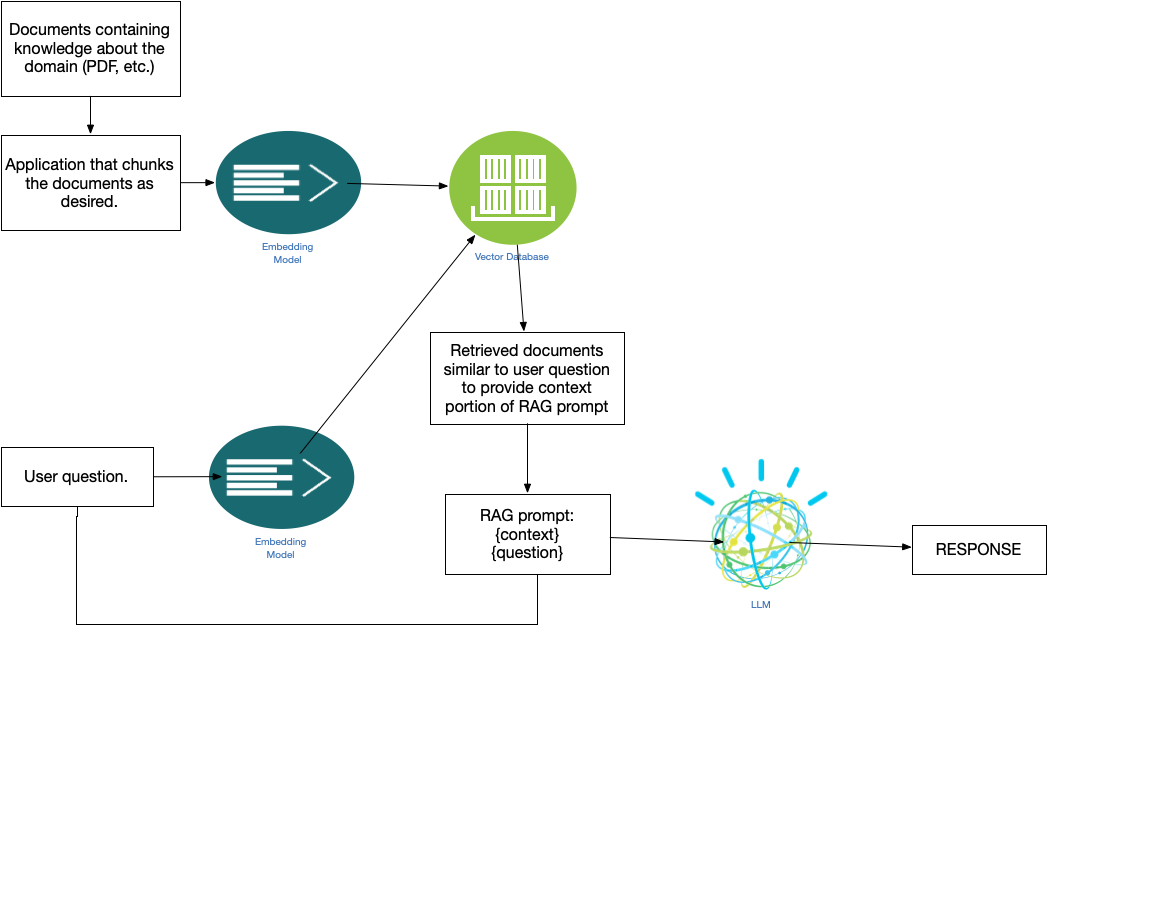 Documents containing
knowledge about the
domain (PDF, etc.)
Application that chunks
the documents as
desired.
Embedding
Model
Vector Database
Retrieved documents
similar to user question
to provide context
portion of RAG prompt
User question.
Embedding
Model
RAG prompt:
{context}
{question}
LLM
RESPONSE